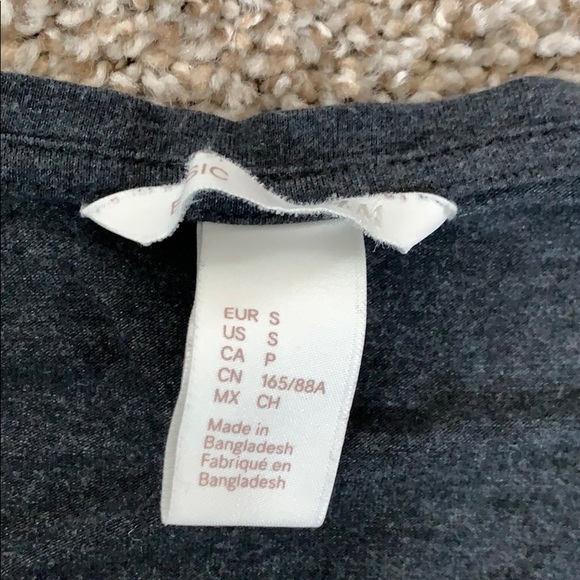 EUR S
US S
CA P
CN 165/88A
MX CH
Made in
Bangladesh
Fabriqué en
Bangladesh